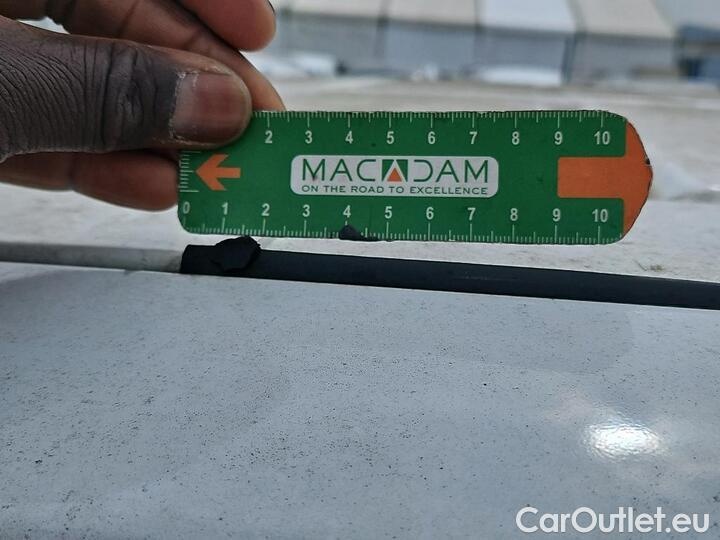 2 3 4 5 6 7 8 9 10
MACADAM
ON THE ROAD TO EXCELLENCE
0 1 2 3 4 5 6 7 8 9 10
CarOutlet.eu